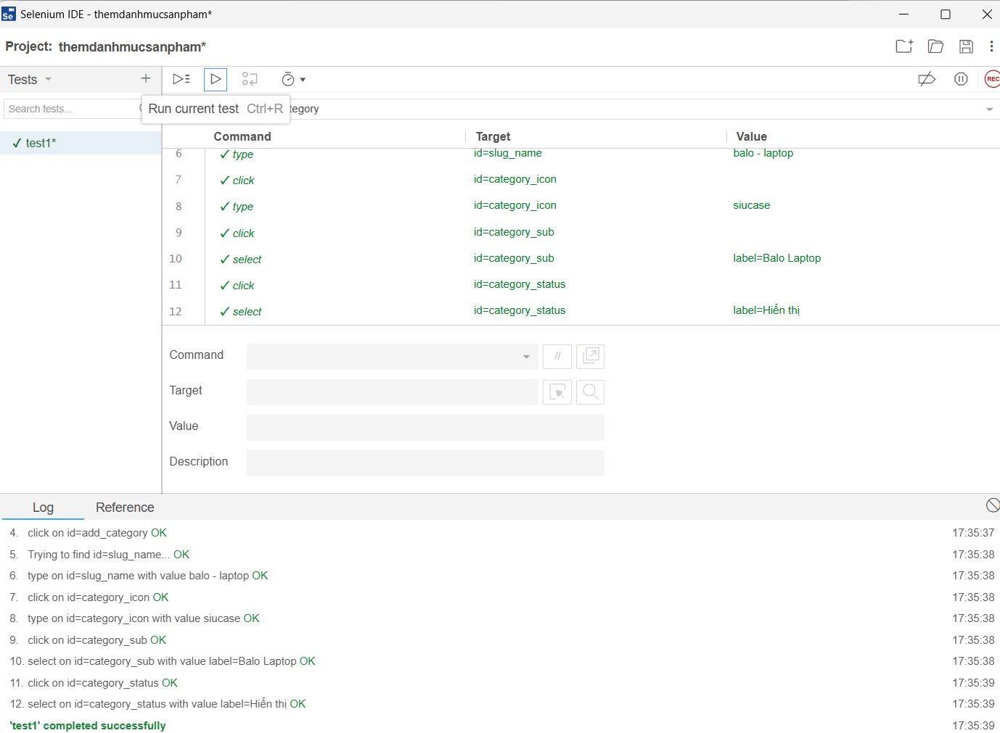 Se Selenium IDE - themdanhmucsanpham*
Project: themdanhmucsanpham*
Tests
REC
Search tests...
Run current test Ctrl+R
tegory
✓ test1*
Command Target Value
6 ✓ type id=slug_name balo - laptop
7 ✓ click id=category_icon
8 ✓ type id=category_icon siucase
9 ✓ click id=category_sub
10 ✓ select id=category_sub label=Balo Laptop
11 ✓ click id=category_status
12 ✓ select id=category_status label=Hiển thị
Command //
Target
Value
Description
Log Reference
4. click on id=add_category OK 17:35:37
5. Trying to find id=slug_name... OK 17:35:38
6. type on id=slug_name with value balo - laptop OK 17:35:38
7. click on id=category_icon OK 17:35:38
8. type on id=category_icon with value siucase OK 17:35:38
9. click on id=category_sub OK 17:35:38
10. select on id=category_sub with value label=Balo Laptop OK 17:35:38
11. click on id=category_status OK 17:35:39
12. select on id=category_status with value label=Hiển thị OK 17:35:39
'test1' completed successfully 17:35:39